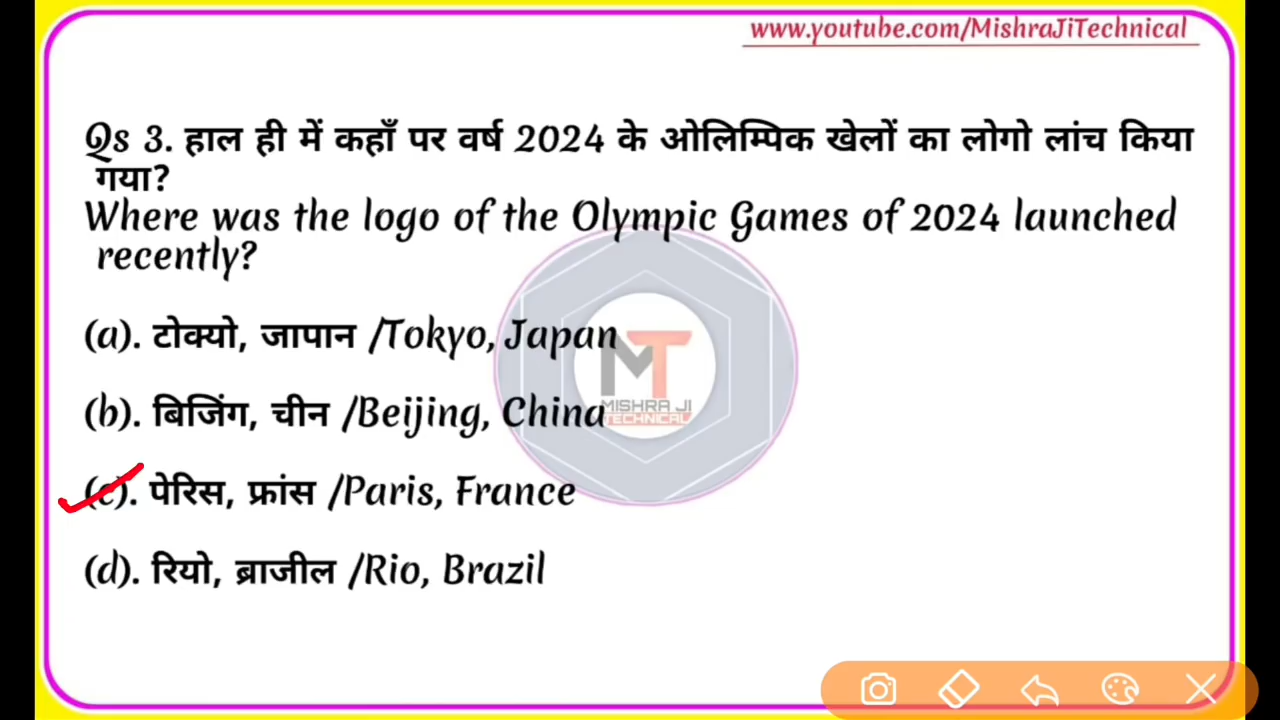 www.youtube.com/MishraJiTechnical
Qs 3. हाल ही में कहाँ पर वर्ष 2024 के ओलिम्पिक खेलों का लोगो लांच किया
गया?
Where was the logo of the Olympic Games of 2024 launched
recently?
(a). टोक्यो, जापान /Tokyo, Japan
(b). बिजिंग, चीन /Beijing, China
(c). पेरिस, फ्रांस /Paris, France
(d). रियो, ब्राजील /Rio, Brazil
MT
MISHRA JI
TECHNICAL